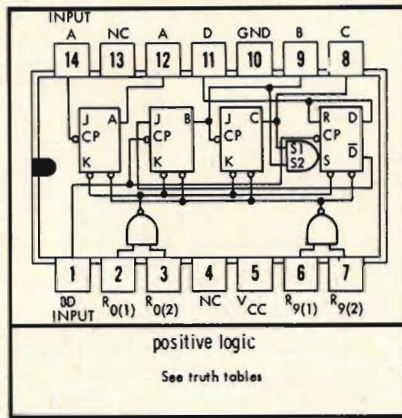 INPUT
A NC A D GND B C
14 13 12 11 10 9 8
J A J B J C R D
CP CP CP S1 CP
K K K S2 S D
1 2 3 4 5 6 7
BD R0(1) R0(2) NC VCC R9(1) R9(2)
INPUT
positive logic
See truth tables